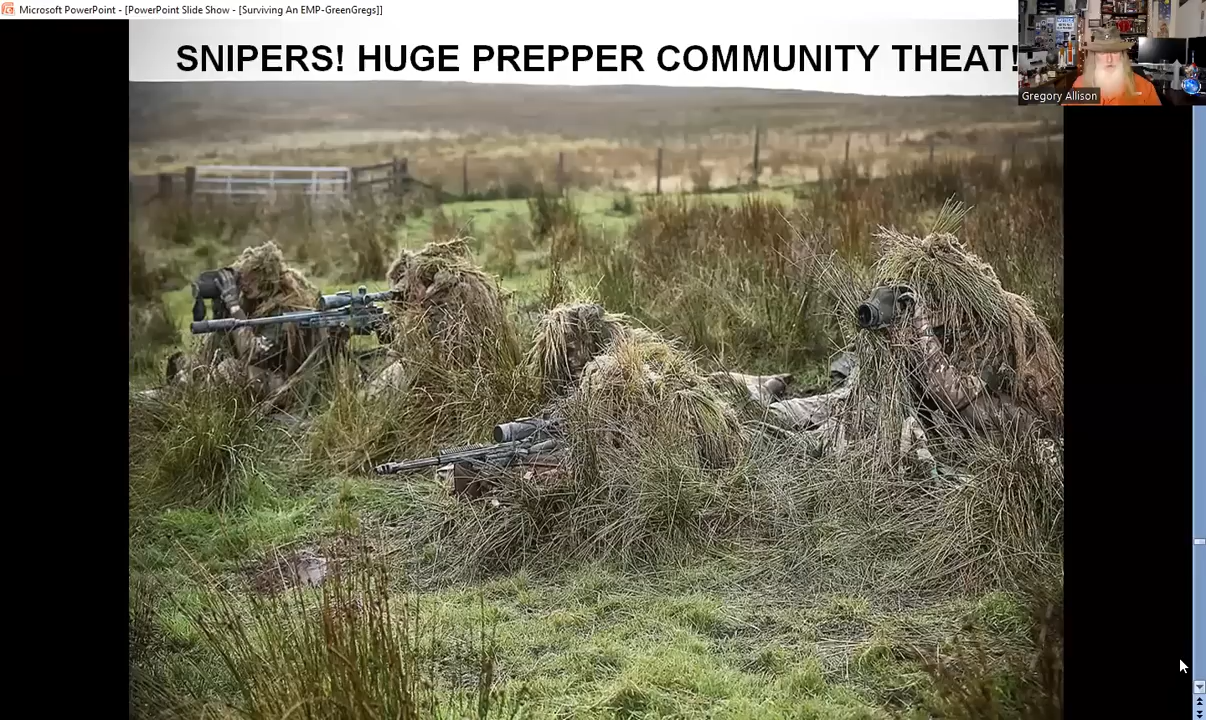 Microsoft PowerPoint - [PowerPoint Slide Show - [Surviving An EMP-GreenGregs]]
SNIPERS! HUGE PREPPER COMMUNITY THEAT!
Gregory Allison